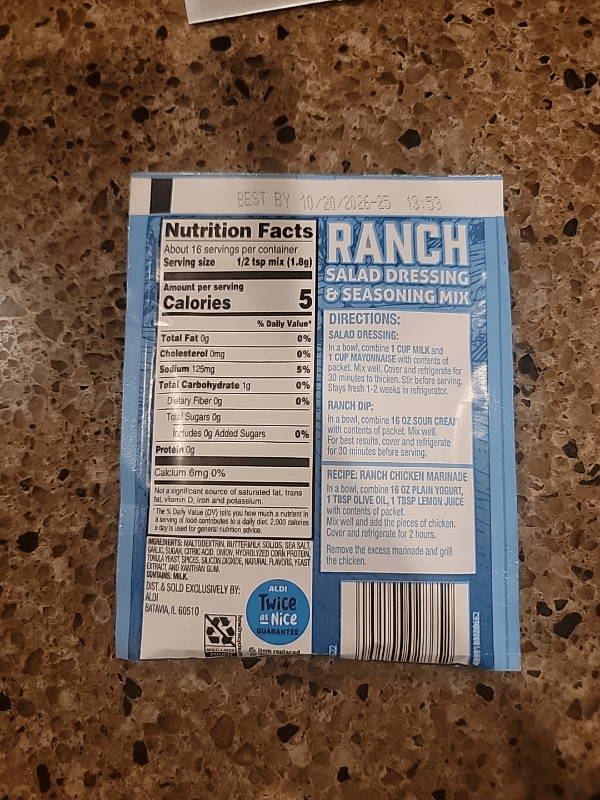 BEST BY 10/20/2026-25 13:53
Nutrition Facts
About 16 servings per container
Serving size 1/2 tsp mix (1.8g)
Amount per serving
Calories 5
% Daily Value*
Total Fat 0g 0%
Cholesterol 0mg 0%
Sodium 125mg 5%
Total Carbohydrate 1g 0%
Dietary Fiber 0g 0%
Total Sugars 0g
Includes 0g Added Sugars 0%
Protein 0g
Calcium 6mg 0%
Not a significant source of saturated fat, trans
fat, vitamin D, iron and potassium.
*The % Daily Value (DV) tells you how much a nutrient in
a serving of food contributes to a daily diet. 2,000 calories
a day is used for general nutrition advice.
INGREDIENTS: MALTODEXTRIN, BUTTERMILK SOLIDS, SEA SALT,
GARLIC, SUGAR, CITRIC ACID, ONION, HYDROLYZED CORN PROTEIN,
TORULA YEAST, SPICES, SILICON DIOXIDE, NATURAL FLAVORS, YEAST
EXTRACT, AND XANTHAN GUM.
CONTAINS: MILK.
DIST. & SOLD EXCLUSIVELY BY:
ALDI
BATAVIA, IL 60510
ALDI
Twice
as Nice
GUARANTEE
Item replaced
RANCH
SALAD DRESSING
& SEASONING MIX
DIRECTIONS:
SALAD DRESSING:
In a bowl, combine 1 CUP MILK and
1 CUP MAYONNAISE with contents of
packet. Mix well. Cover and refrigerate for
30 minutes to thicken. Stir before serving.
Stays fresh 1-2 weeks in refrigerator.
RANCH DIP:
In a bowl, combine 16 OZ SOUR CREAM
with contents of packet. Mix well.
For best results, cover and refrigerate
for 30 minutes before serving.
RECIPE: RANCH CHICKEN MARINADE
In a bowl, combine 16 OZ PLAIN YOGURT,
1 TBSP OLIVE OIL, 1 TBSP LEMON JUICE
with contents of packet.
Mix well and add the pieces of chicken.
Cover and refrigerate for 2 hours.
Remove the excess marinade and grill
the chicken.